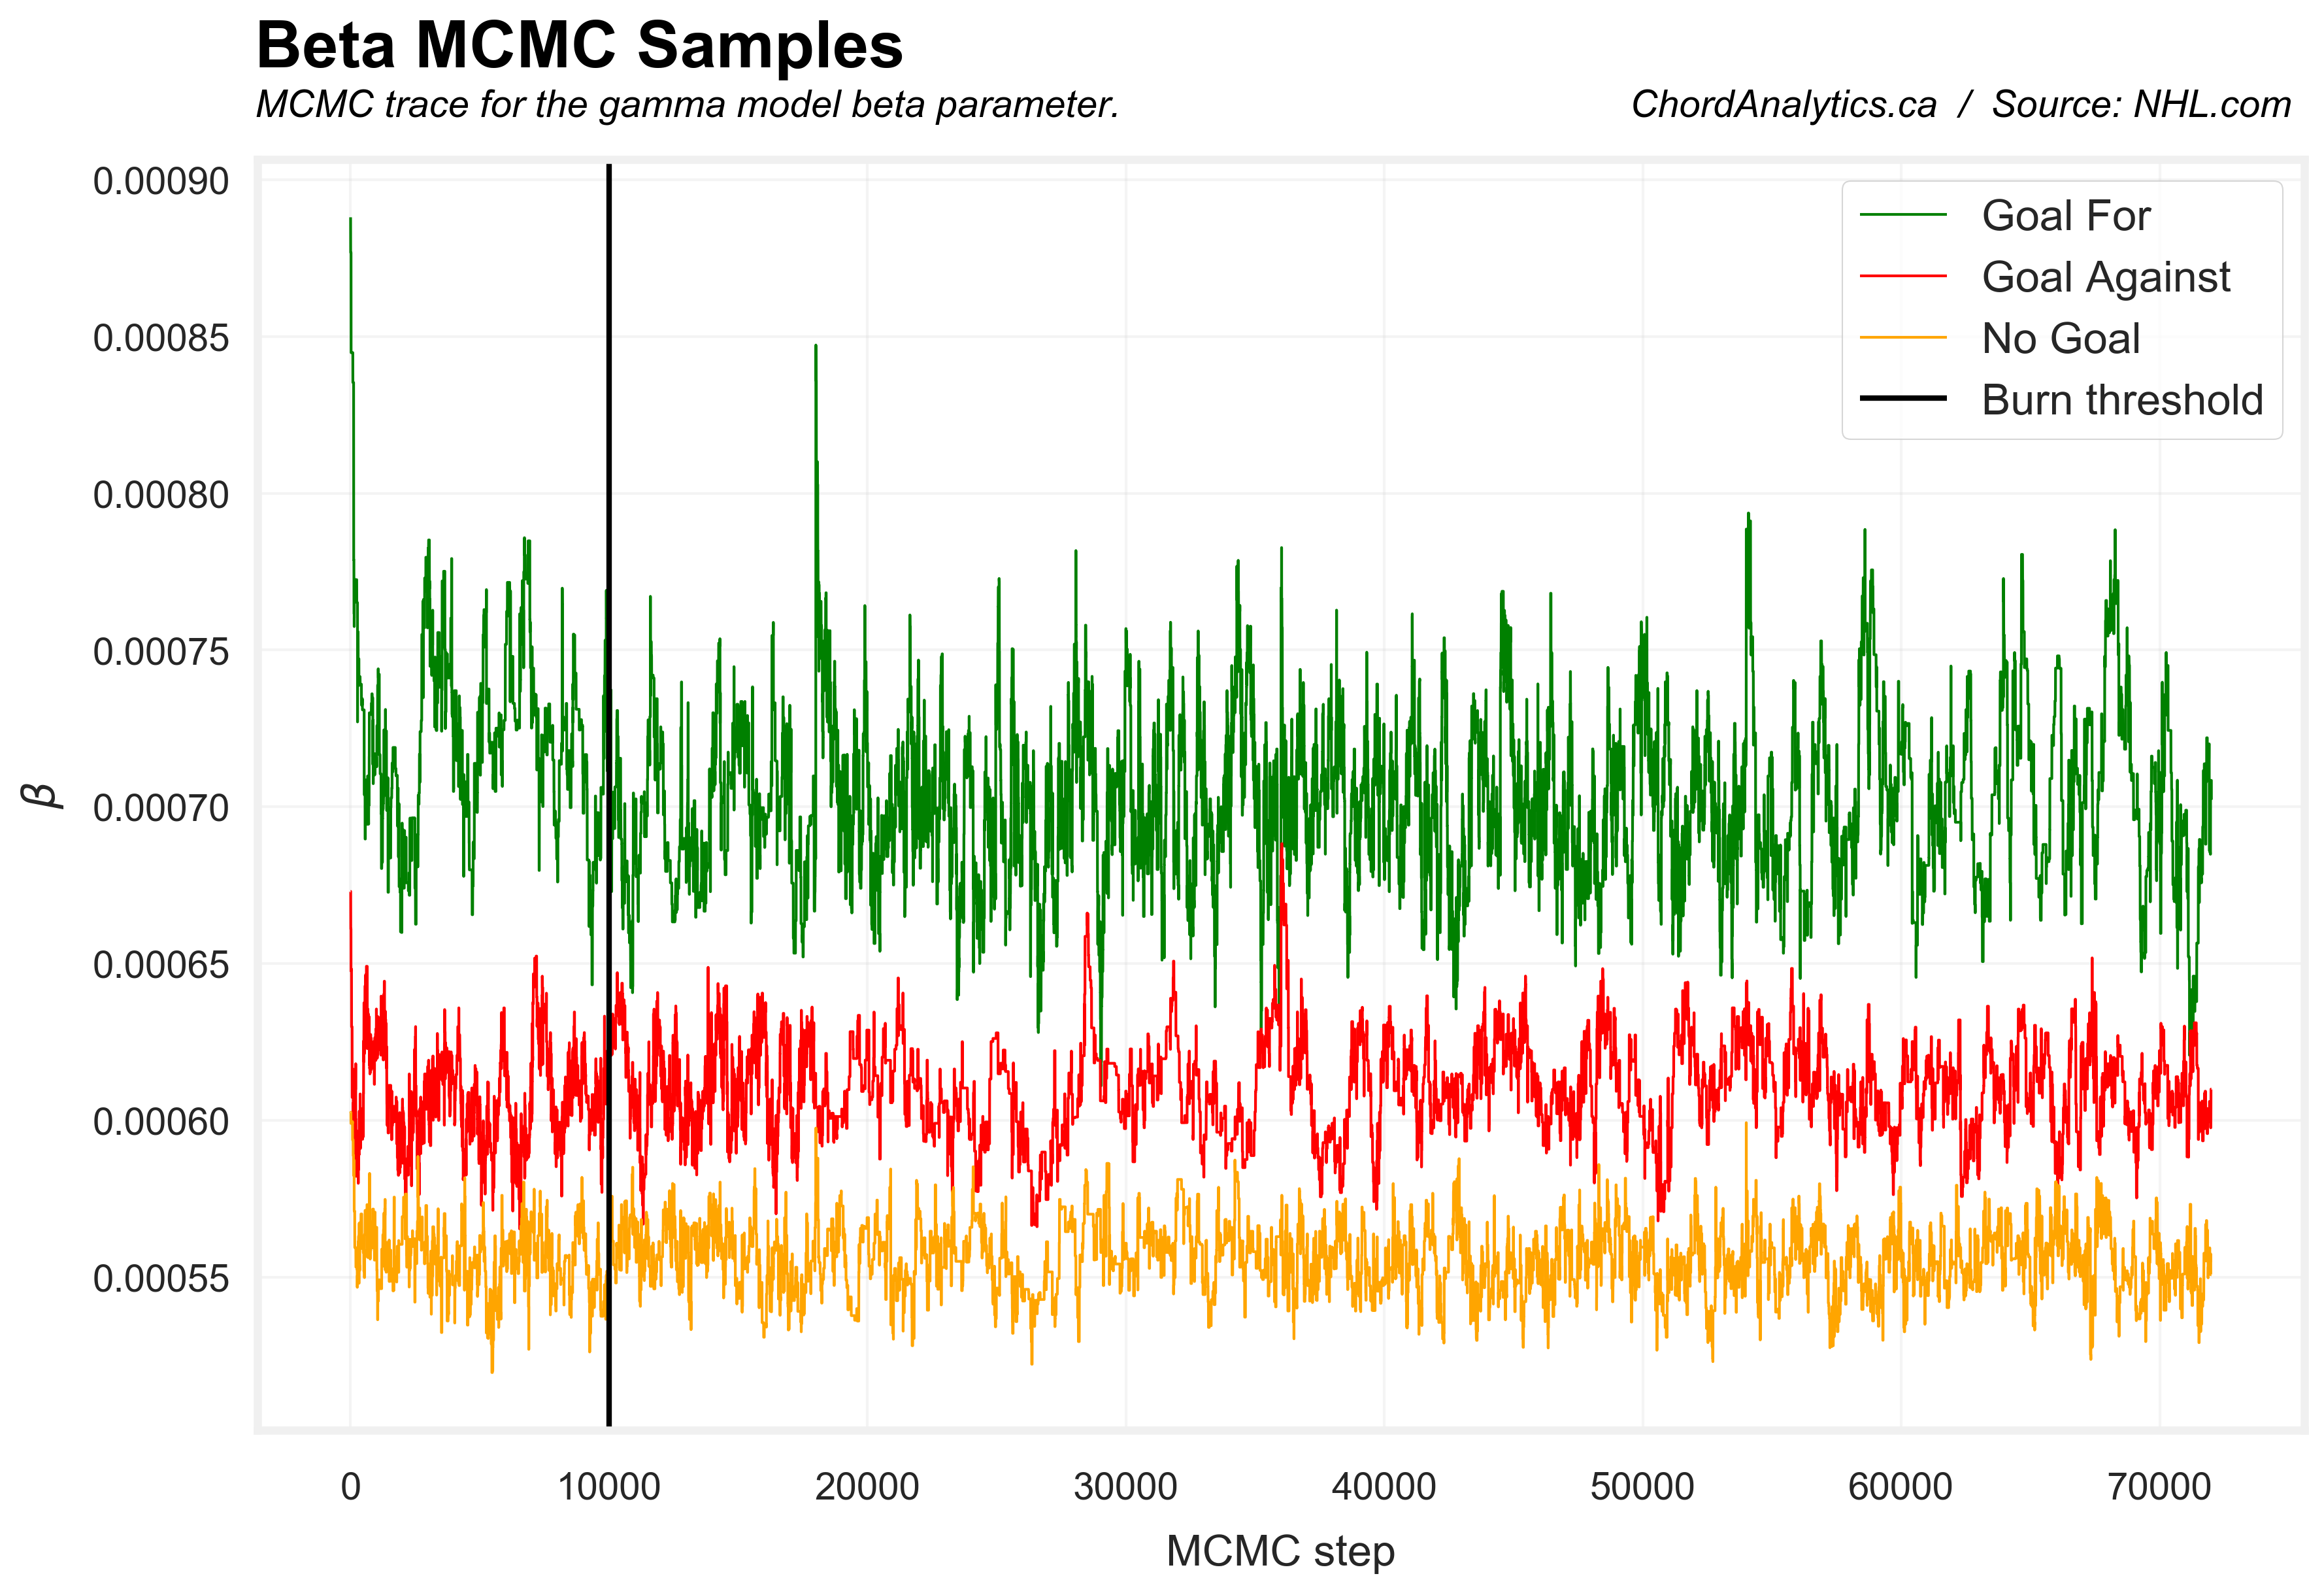 Beta MCMC Samples
MCMC trace for the gamma model beta parameter.
ChordAnalytics.ca / Source: NHL.com
0.00090
0.00085
0.00080
0.00075
0.00070
0.00065
0.00060
0.00055
β
Goal For
Goal Against
No Goal
Burn threshold
0 10000 20000 30000 40000 50000 60000 70000
MCMC step